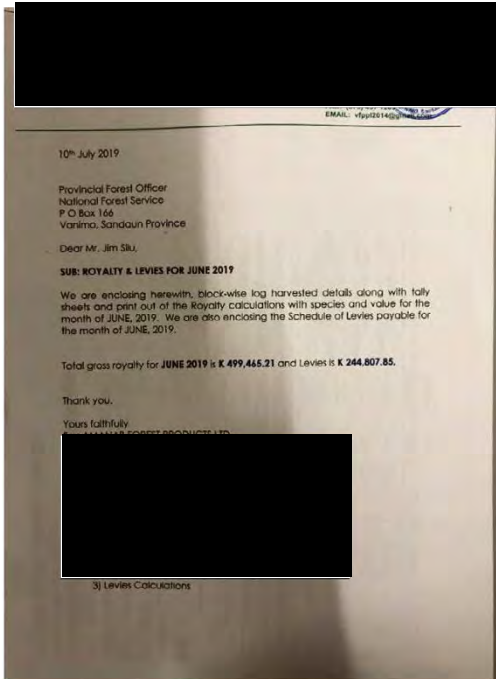 EMAIL: vfppl2014@gmail.com
10th July 2019
Provincial Forest Officer
National Forest Service
P O Box 166
Vanimo, Sandaun Province
Dear Mr. Jim Silu,
SUB: ROYALTY & LEVIES FOR JUNE 2019
We are enclosing herewith, block-wise log harvested details along with tally
sheets and print out of the Royalty calculations with species and value for the
month of JUNE, 2019. We are also enclosing the Schedule of Levies payable for
the month of JUNE, 2019.
Total gross royalty for JUNE 2019 is K 499,465.21 and Levies is K 244,807.85.
Thank you.
Yours faithfully
FOREST PRODUCTS LTD
3) Levies Calculations